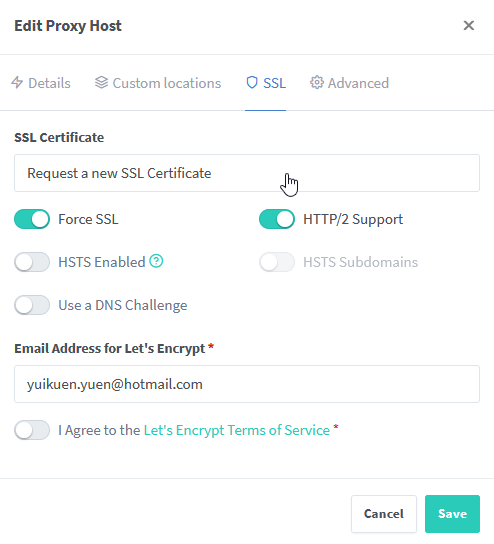 Edit Proxy Host
Details Custom locations SSL Advanced
SSL Certificate
Request a new SSL Certificate
Force SSL HTTP/2 Support
HSTS Enabled HSTS Subdomains
Use a DNS Challenge
Email Address for Let's Encrypt *
yuikuen.yuen@hotmail.com
I Agree to the Let's Encrypt Terms of Service *
Cancel Save